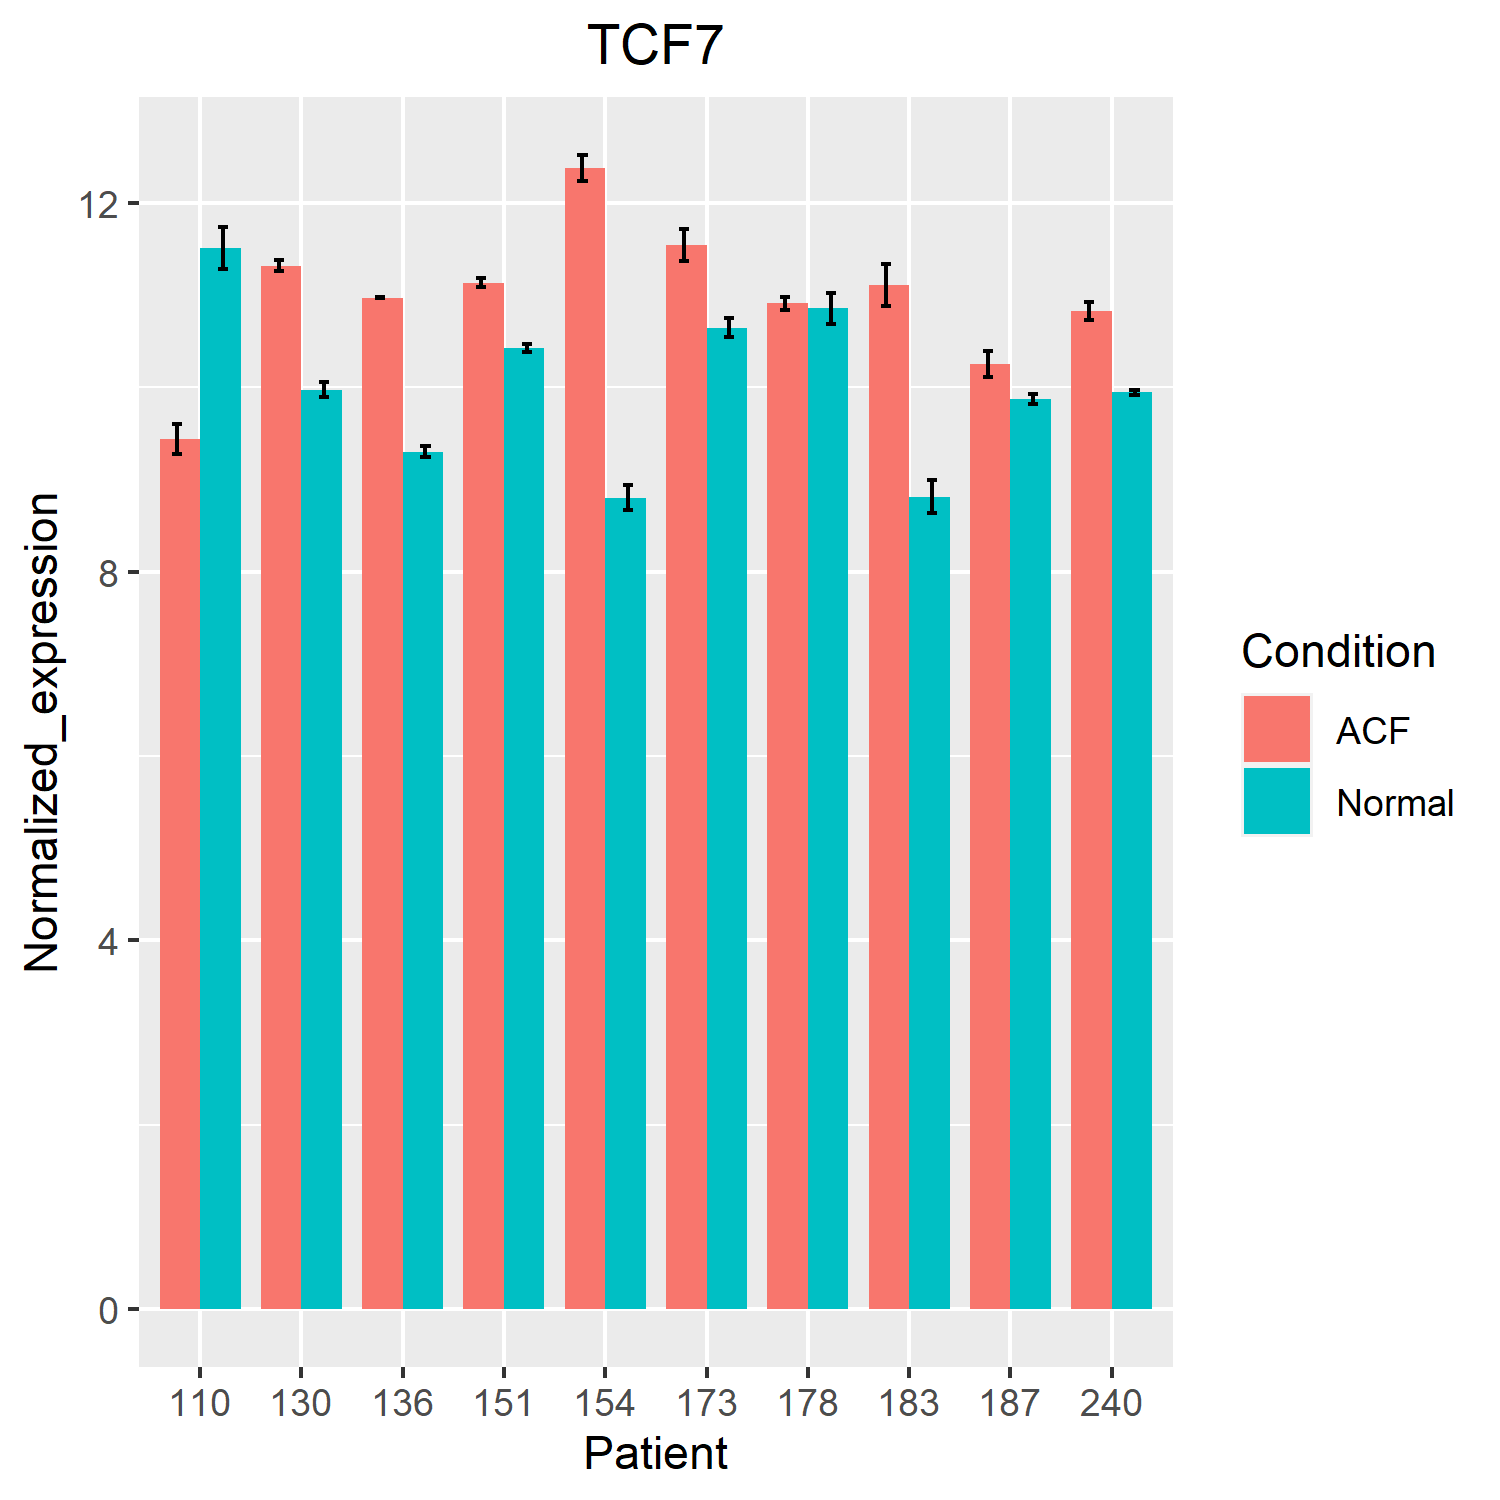 TCF7
12
8
4
0
Normalized_expression
110 130 136 151 154 173 178 183 187 240
Patient
Condition
ACF
Normal